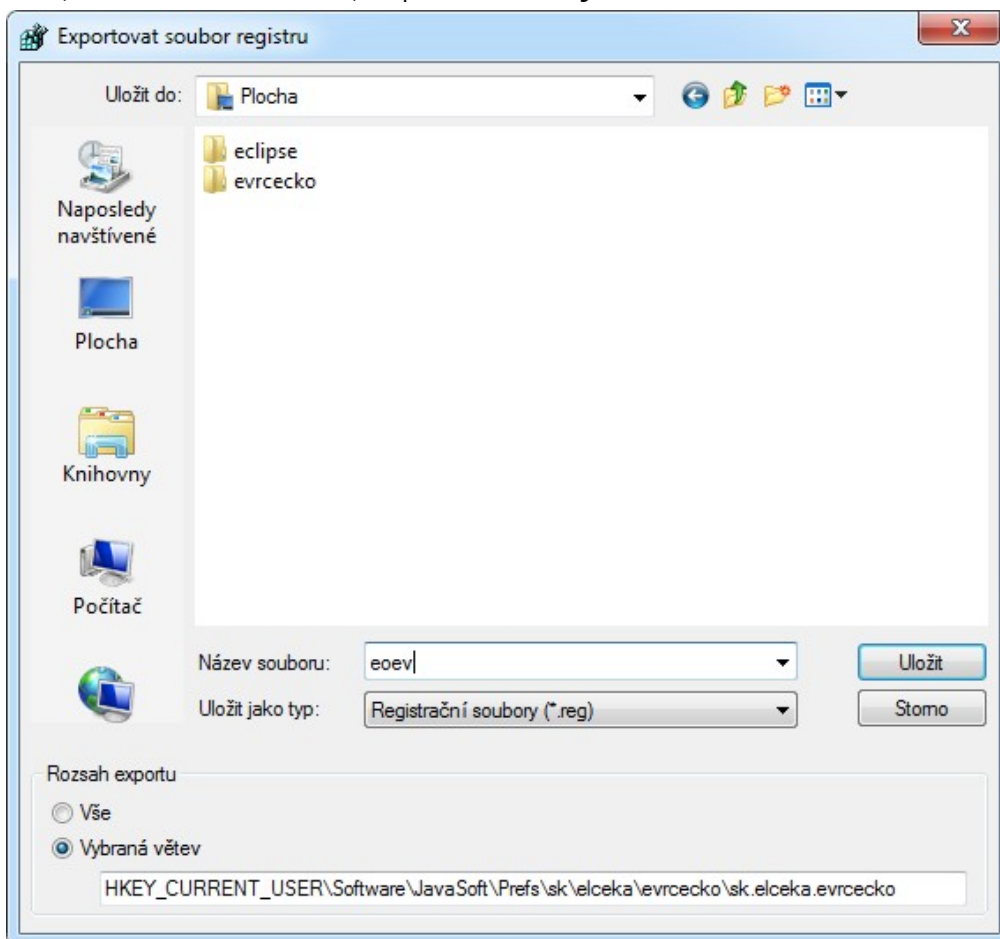 Exportovat soubor registru
Uložit do:
Plocha
eclipse
evrcecko
Naposledy
navštívené
Plocha
Knihovny
Počítač
Název souboru:
eoev
Uložit
Uložit jako typ:
Registrační soubory (*.reg)
Storno
Rozsah exportu
Vše
Vybraná větev
HKEY_CURRENT_USER\Software\JavaSoft\Prefs\sk\elceka\evrcecko\sk.elceka.evrcecko